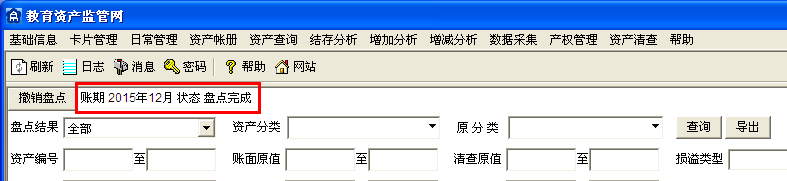 教育资产监管网
基础信息 卡片管理 日常管理 资产帐册 资产查询 结存分析 增加分析 增减分析 数据采集 产权管理 资产清查 帮助
刷新 日志 消息 密码 ? 帮助 网站
撤销盘点 账期 2015年12月 状态 盘点完成
盘点结果 全部 资产分类 原 分 类 查询 导出
资产编号 至 账面原值 至 清查原值 至 损溢类型